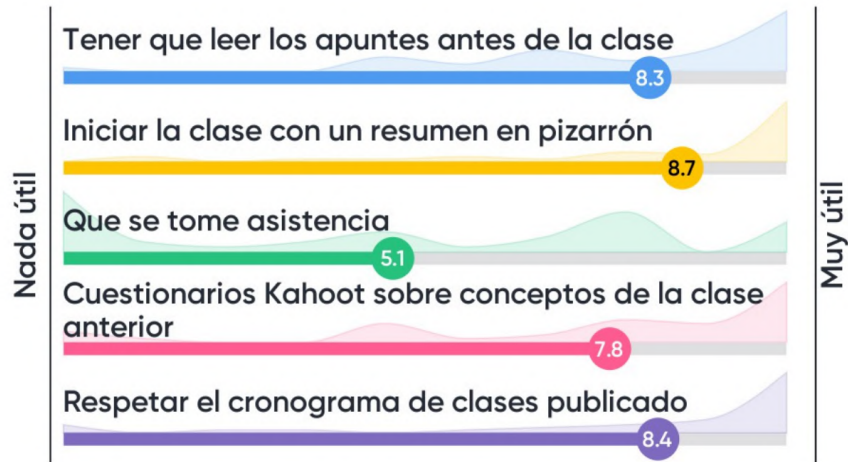 Tener que leer los apuntes antes de la clase
8.3
Iniciar la clase con un resumen en pizarrón
8.7
Nada útil
Muy útil
Que se tome asistencia
5.1
Cuestionarios Kahoot sobre conceptos de la clase
anterior
7.8
Respetar el cronograma de clases publicado
8.4